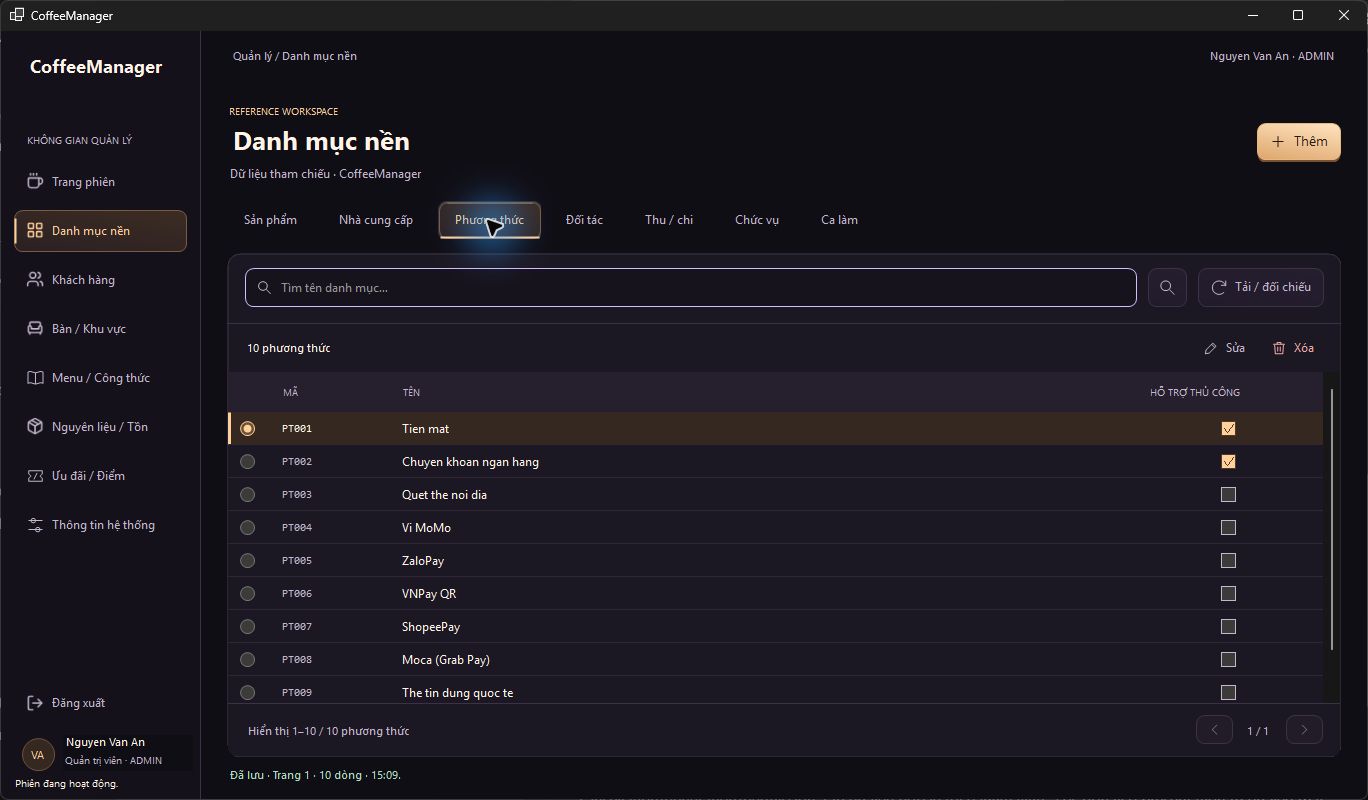 CoffeeManager
CoffeeManager
Quản lý / Danh mục nền
Nguyen Van An · ADMIN
KHÔNG GIAN QUẢN LÝ
Trang phiên
Danh mục nền
Khách hàng
Bàn / Khu vực
Menu / Công thức
Nguyên liệu / Tồn
Ưu đãi / Điểm
Thông tin hệ thống
Đăng xuất
VA
Nguyen Van An
Quản trị viên · ADMIN
Phiên đang hoạt động.
REFERENCE WORKSPACE
Danh mục nền
Thêm
Dữ liệu tham chiếu · CoffeeManager
Sản phẩm Nhà cung cấp Phương thức Đối tác Thu / chi Chức vụ Ca làm
Tìm tên danh mục...
Tải / đối chiếu
10 phương thức
Sửa
Xóa
MÃ TÊN HỖ TRỢ THỦ CÔNG
PT001 Tien mat
PT002 Chuyen khoan ngan hang
PT003 Quet the noi dia
PT004 Vi MoMo
PT005 ZaloPay
PT006 VNPay QR
PT007 ShopeePay
PT008 Moca (Grab Pay)
PT009 The tin dung quoc te
Hiển thị 1–10 / 10 phương thức
1 / 1
Đã lưu · Trang 1 · 10 dòng · 15:09.